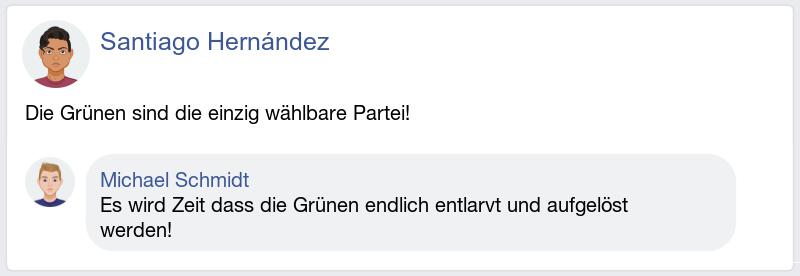 Santiago Hernández
Die Grünen sind die einzig wählbare Partei!
Michael Schmidt
Es wird Zeit dass die Grünen endlich entlarvt und aufgelöst
werden!